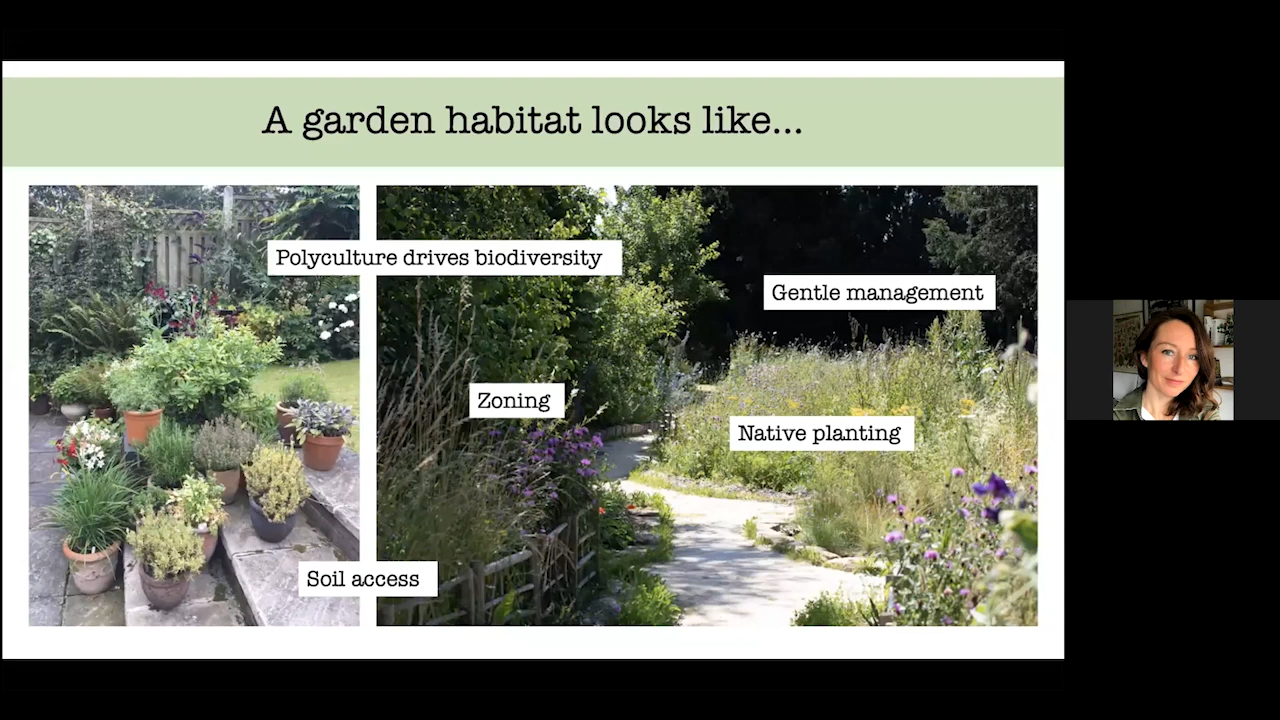 A garden habitat looks like...
Polyculture drives biodiversity
Gentle management
Zoning
Native planting
Soil access